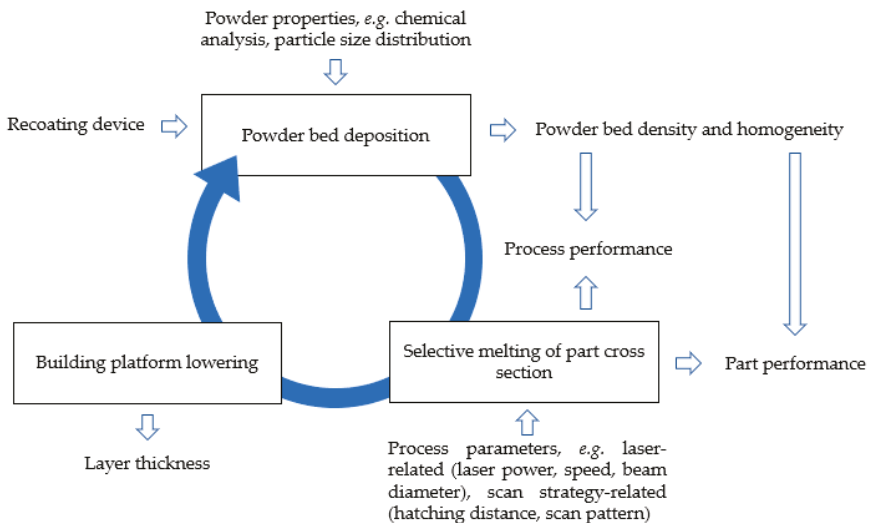 Powder properties, e.g. chemical
analysis, particle size distribution
Recoating device
Powder bed deposition
Powder bed density and homogeneity
Process performance
Building platform lowering
Selective melting of part cross
section
Part performance
Layer thickness
Process parameters, e.g. laser-
related (laser power, speed, beam
diameter), scan strategy-related
(hatching distance, scan pattern)